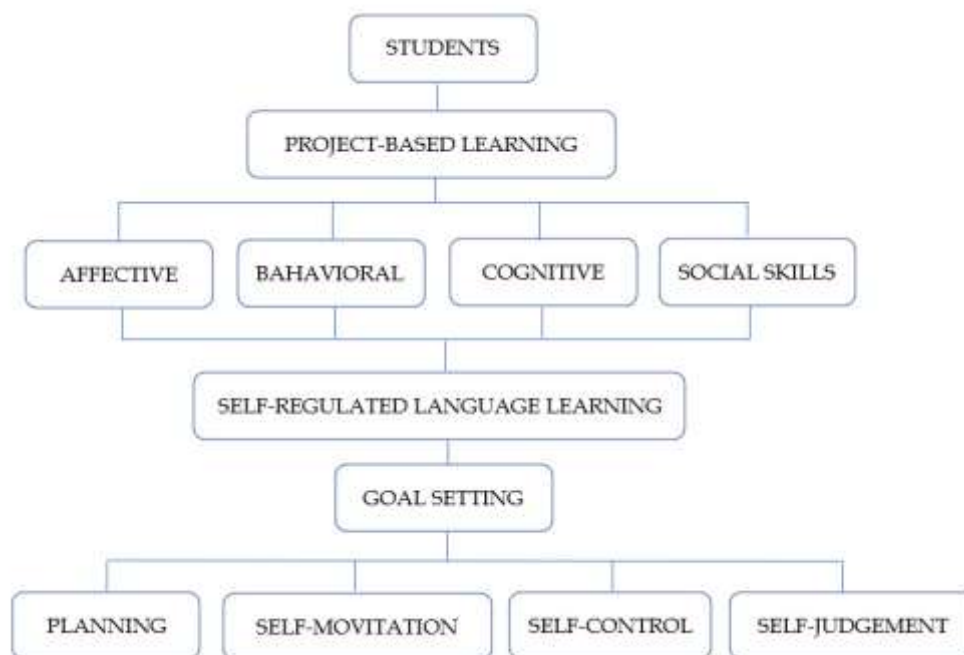 STUDENTS
PROJECT-BASED LEARNING
AFFECTIVE
BAHAVIORAL
COGNITIVE
SOCIAL SKILLS
SELF-REGULATED LANGUAGE LEARNING
GOAL SETTING
PLANNING
SELF-MOVITATION
SELF-CONTROL
SELF-JUDGEMENT